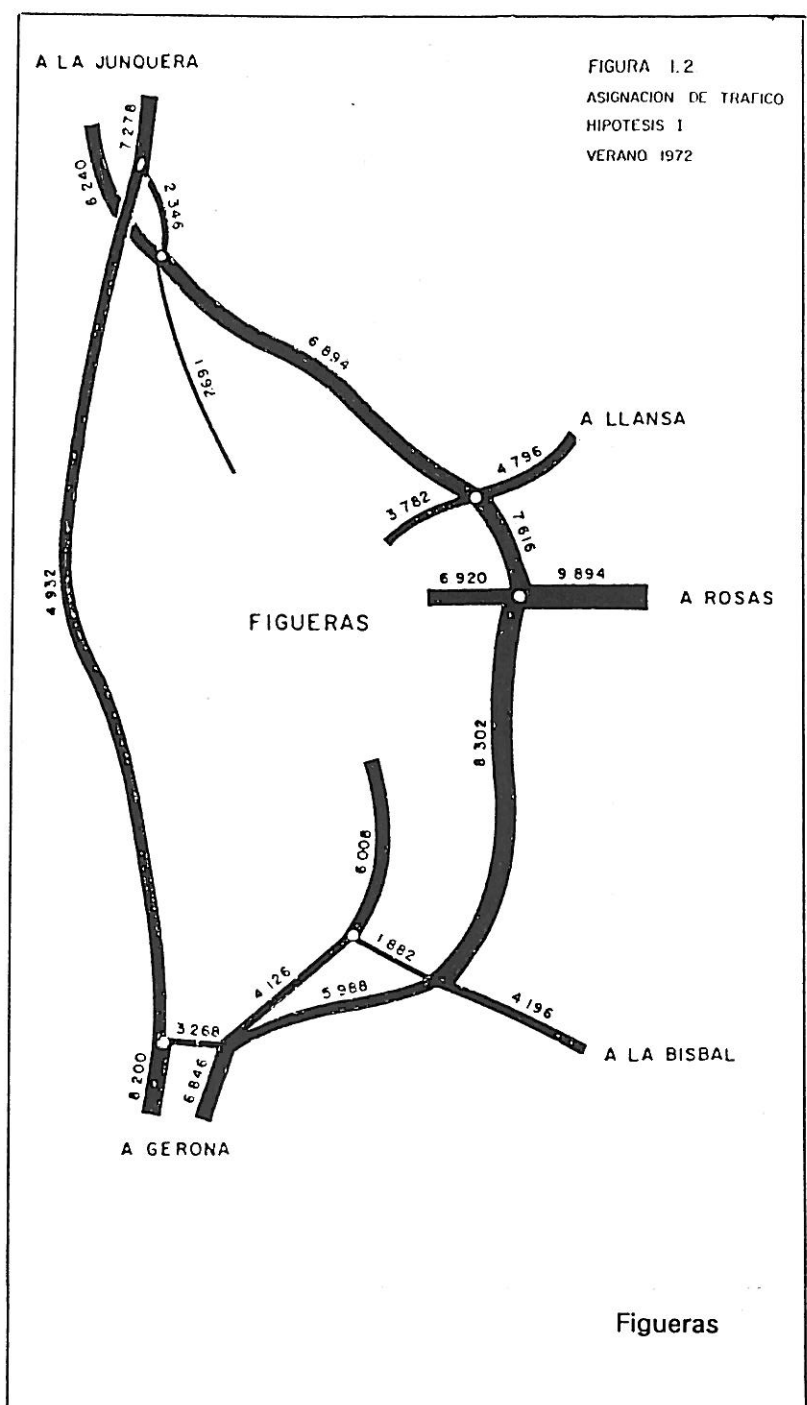 A LA JUNQUERA
FIGURA I.2
ASIGNACION DE TRAFICO
HIPOTESIS I
VERANO 1972
7 278
6 240
2 346
6 894
1 692
A LLANSA
4 796
3 782
7 616
6 920
9 894
A ROSAS
4 932
FIGUERAS
8 302
6 008
1 882
4 126
5 988
4 196
3 268
A LA BISBAL
8 200
6 846
A GERONA
Figueras